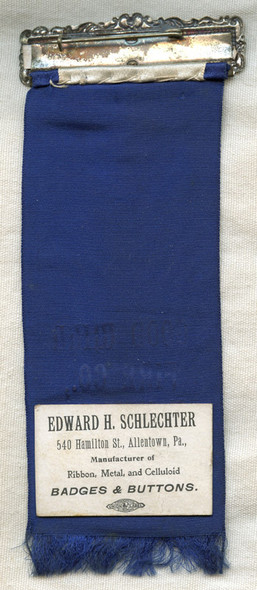 EDWARD H. SCHLECHTER
540 Hamilton St., Allentown, Pa.,
Manufacturer of
Ribbon, Metal, and Celluloid
BADGES & BUTTONS.